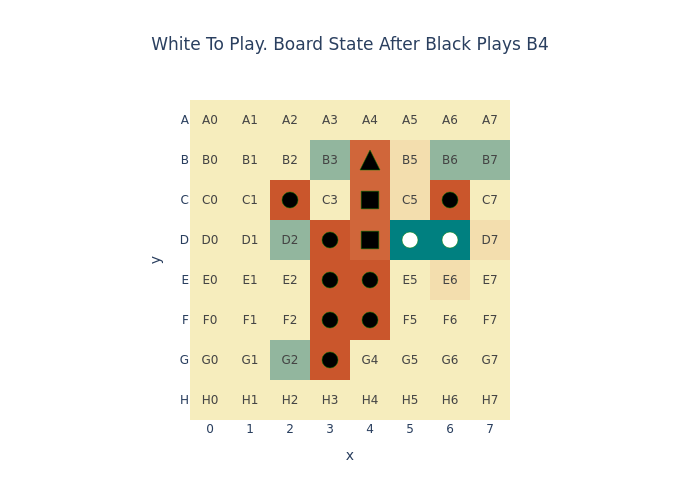 White To Play. Board State After Black Plays B4
A A0 A1 A2 A3 A4 A5 A6 A7
B B0 B1 B2 B3 B5 B6 B7
C C0 C1 C3 C5 C7
D D0 D1 D2 D7
E E0 E1 E2 E5 E6 E7
F F0 F1 F2 F5 F6 F7
G G0 G1 G2 G4 G5 G6 G7
H H0 H1 H2 H3 H4 H5 H6 H7
0 1 2 3 4 5 6 7
x
y